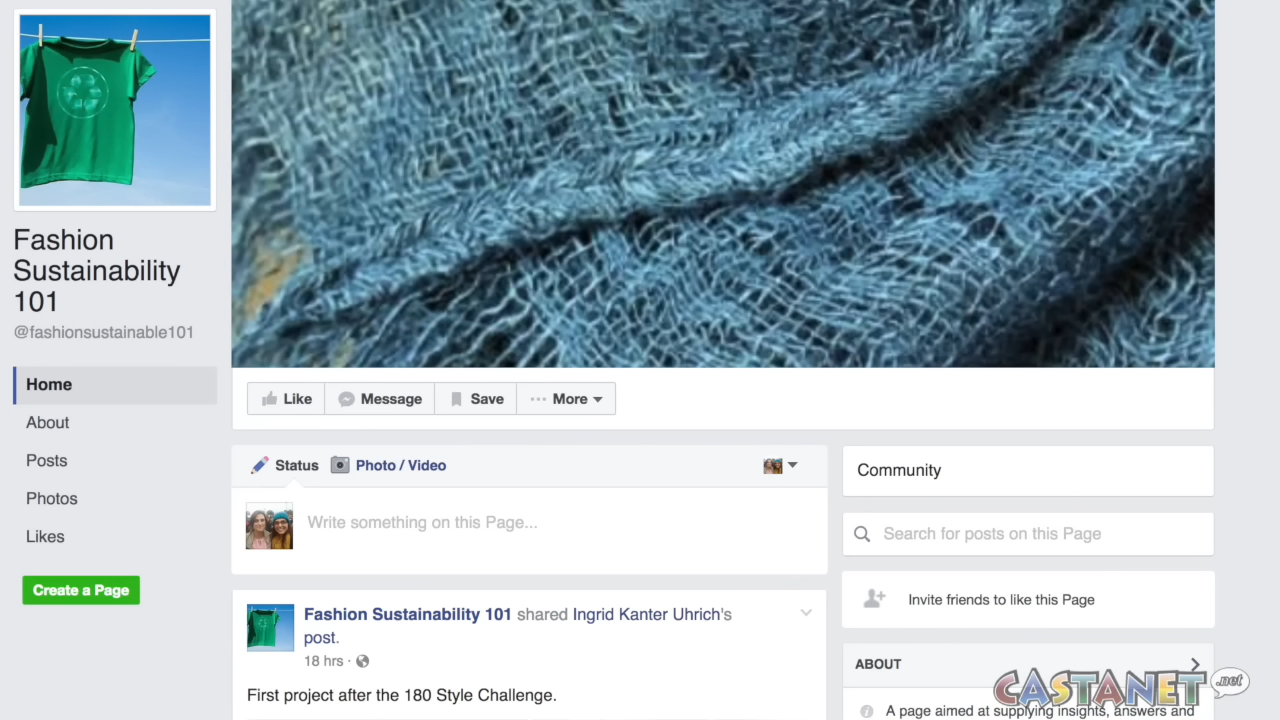 Fashion
Sustainability
101
@fashionsustainable101
Home
About
Posts
Photos
Likes
Create a Page
Like
Message
Save
More
Status
Photo / Video
Write something on this Page...
Fashion Sustainability 101 shared Ingrid Kanter Uhrich's
post.
18 hrs ·
First project after the 180 Style Challenge.
Community
Search for posts on this Page
Invite friends to like this Page
ABOUT
A page aimed at supplying insights, answers and
CASTANET.net